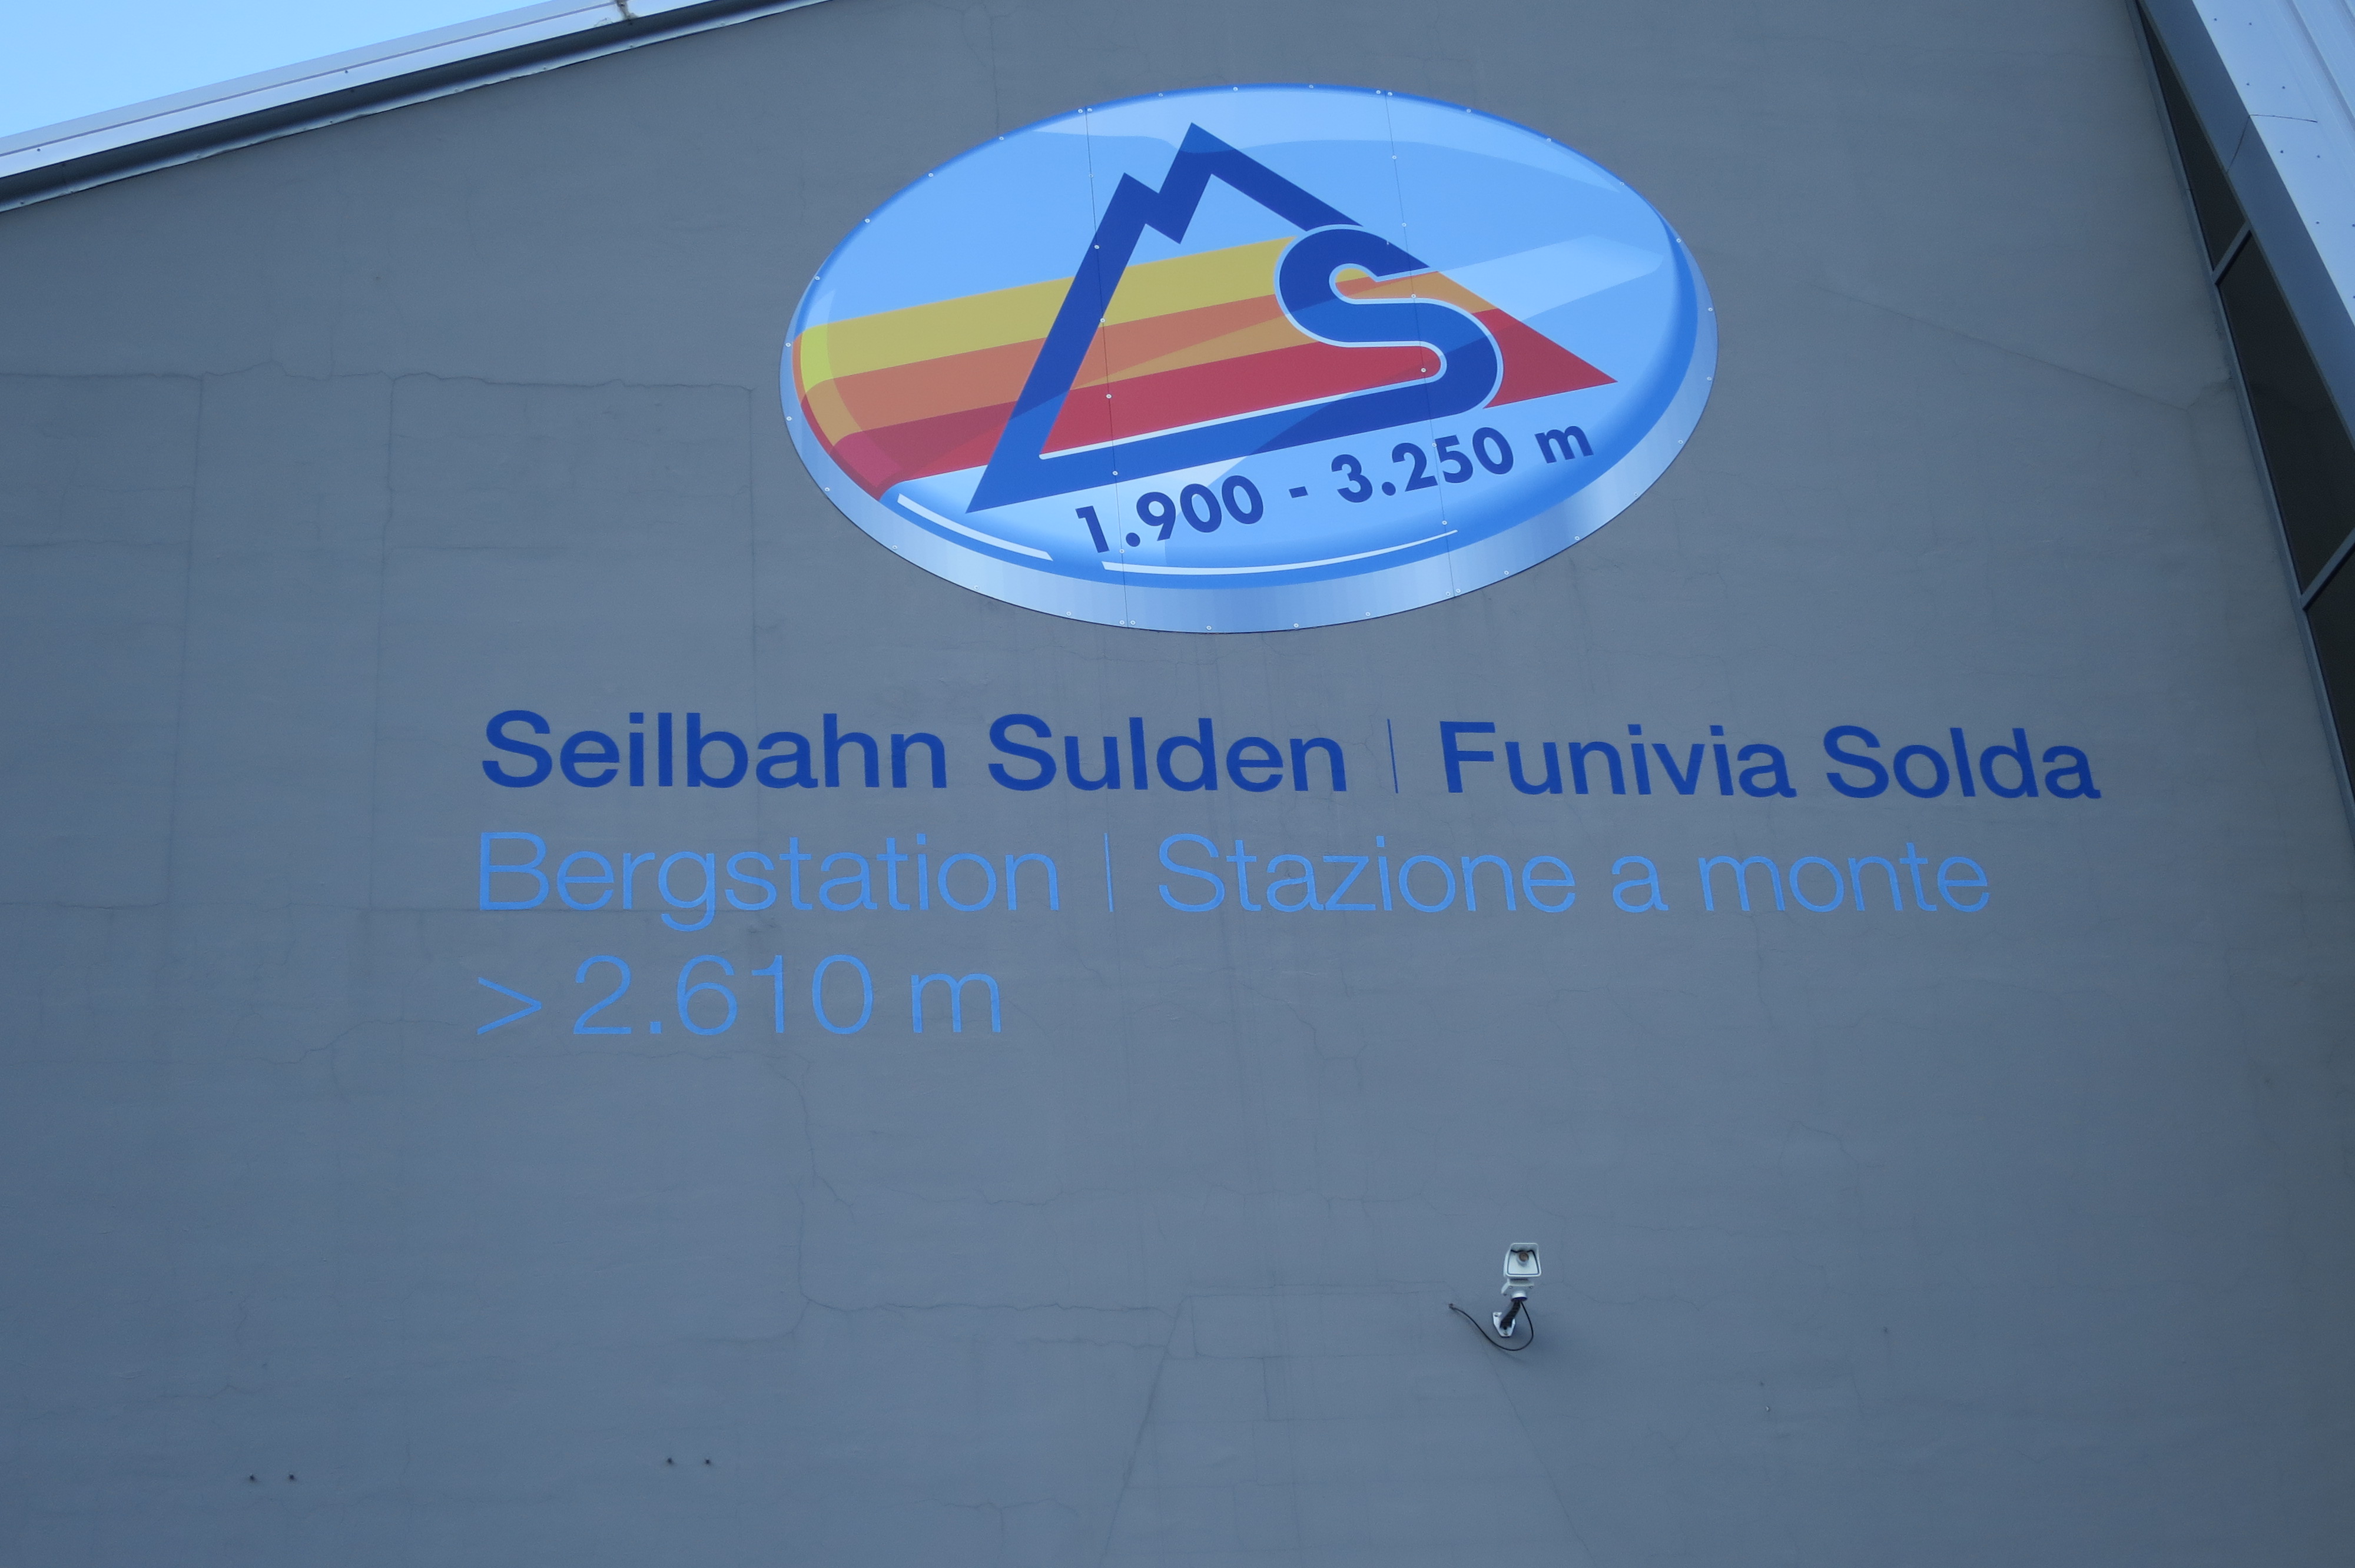 S
1.900 - 3.250 m
Seilbahn Sulden | Funivia Solda
Bergstation | Stazione a monte
> 2.610 m